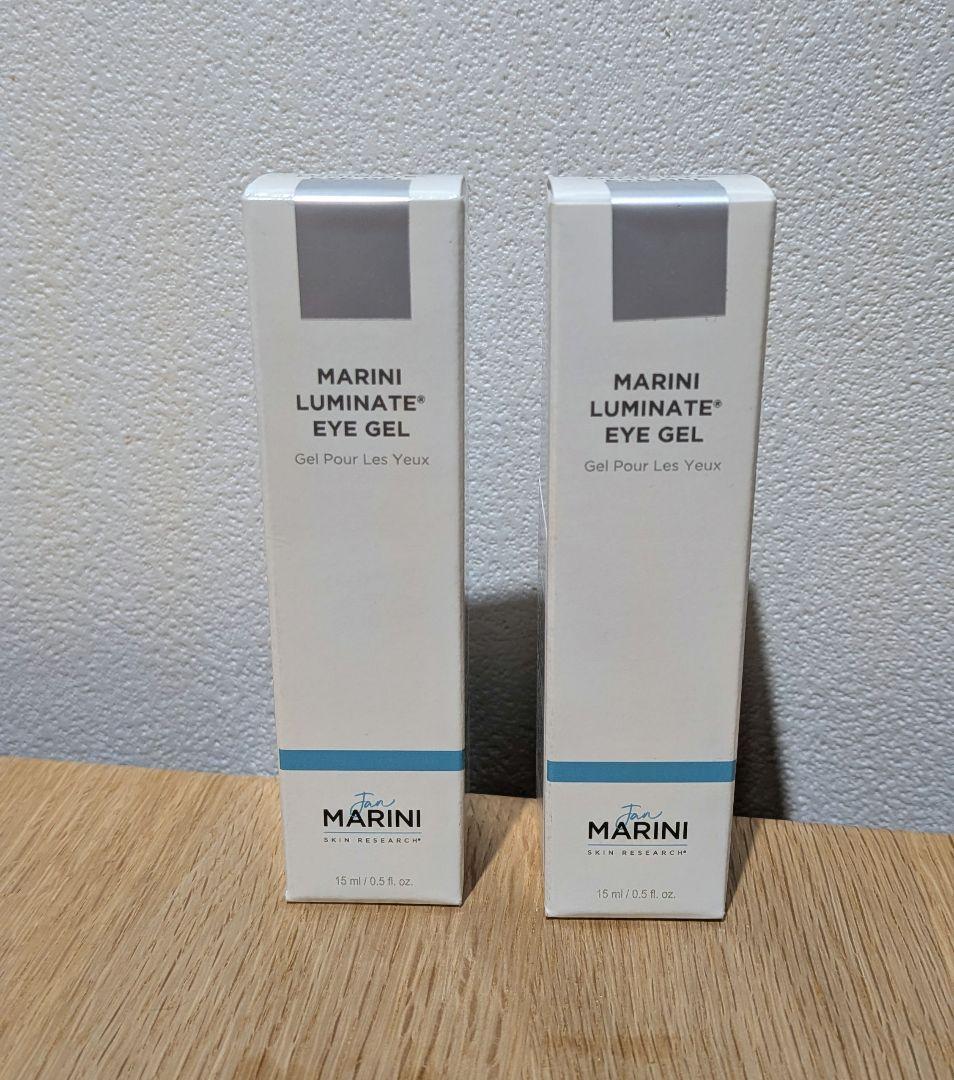 MARINI
LUMINATE®
EYE GEL
Gel Pour Les Yeux
Jan
MARINI
SKIN RESEARCH®
15 ml / 0.5 fl. oz.
MARINI
LUMINATE®
EYE GEL
Gel Pour Les Yeux
Jan
MARINI
SKIN RESEARCH®
15 ml / 0.5 fl. oz.